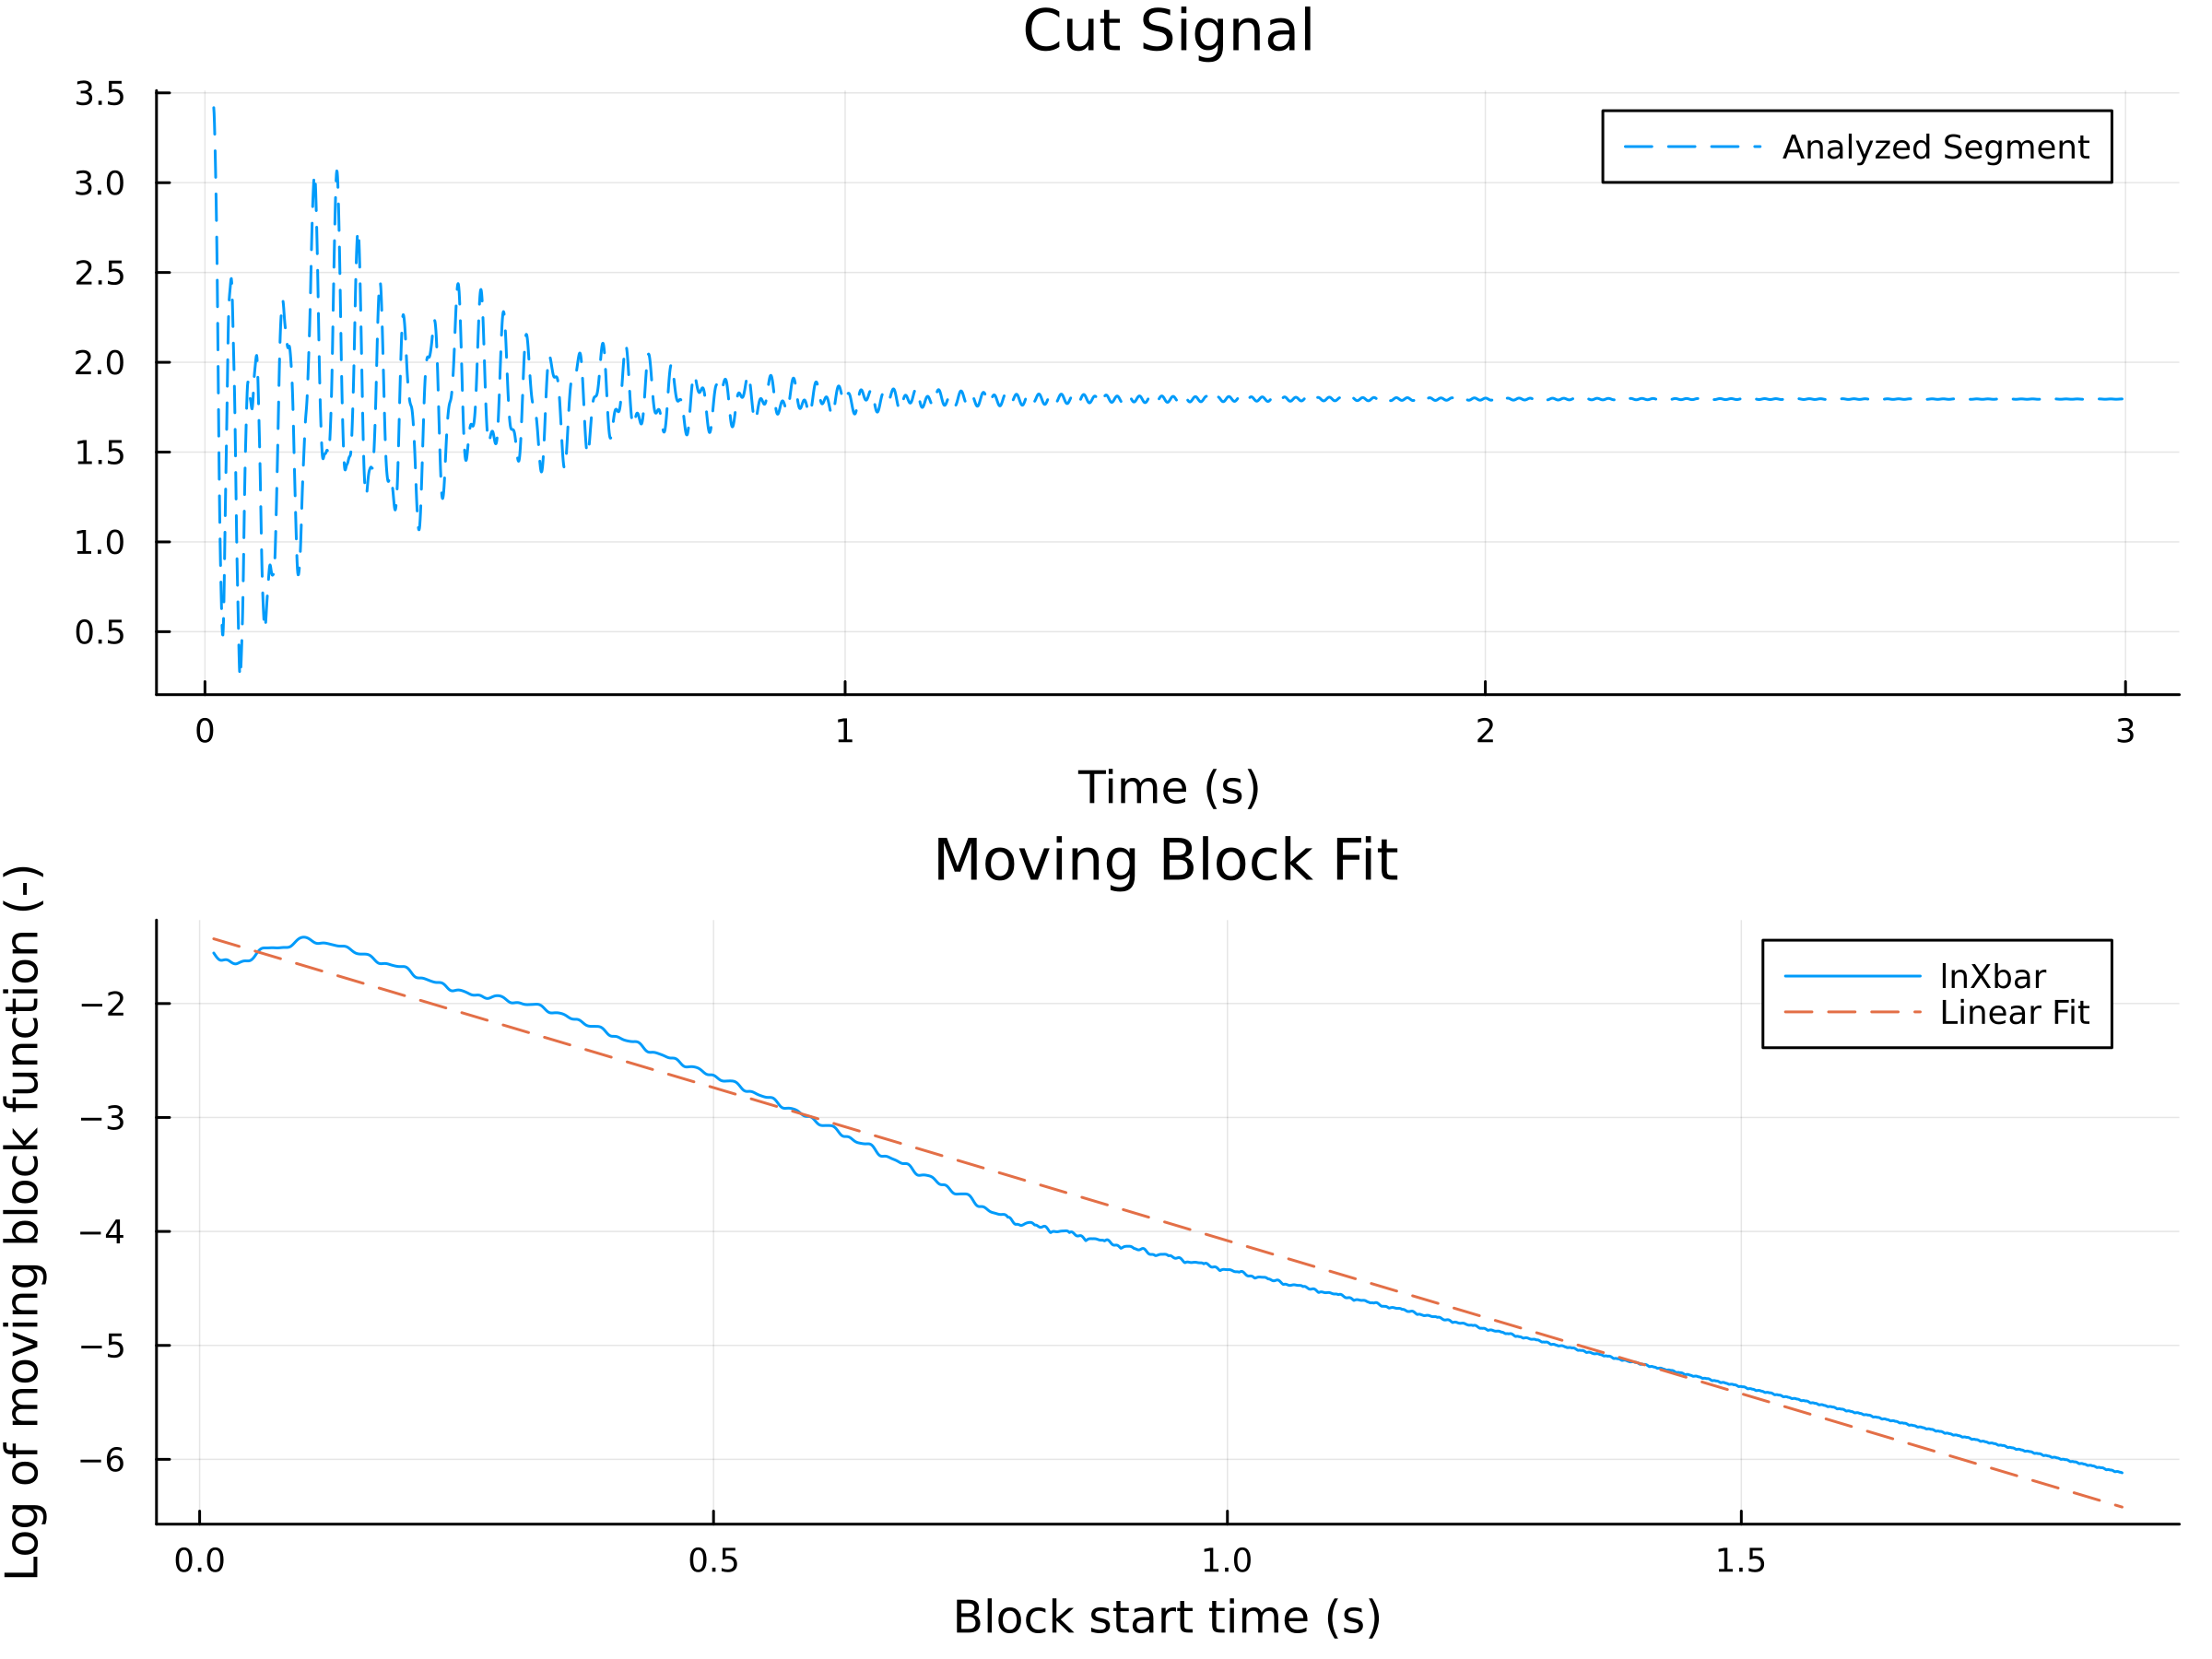 Cut Signal
3.5
3.0
2.5
2.0
1.5
1.0
0.5
Analyzed Segment
0 1 2 3
Time (s)
Moving Block Fit
Log of moving block function (-)
−2
−3
−4
−5
−6
lnXbar
Linear Fit
0.0 0.5 1.0 1.5
Block start time (s)